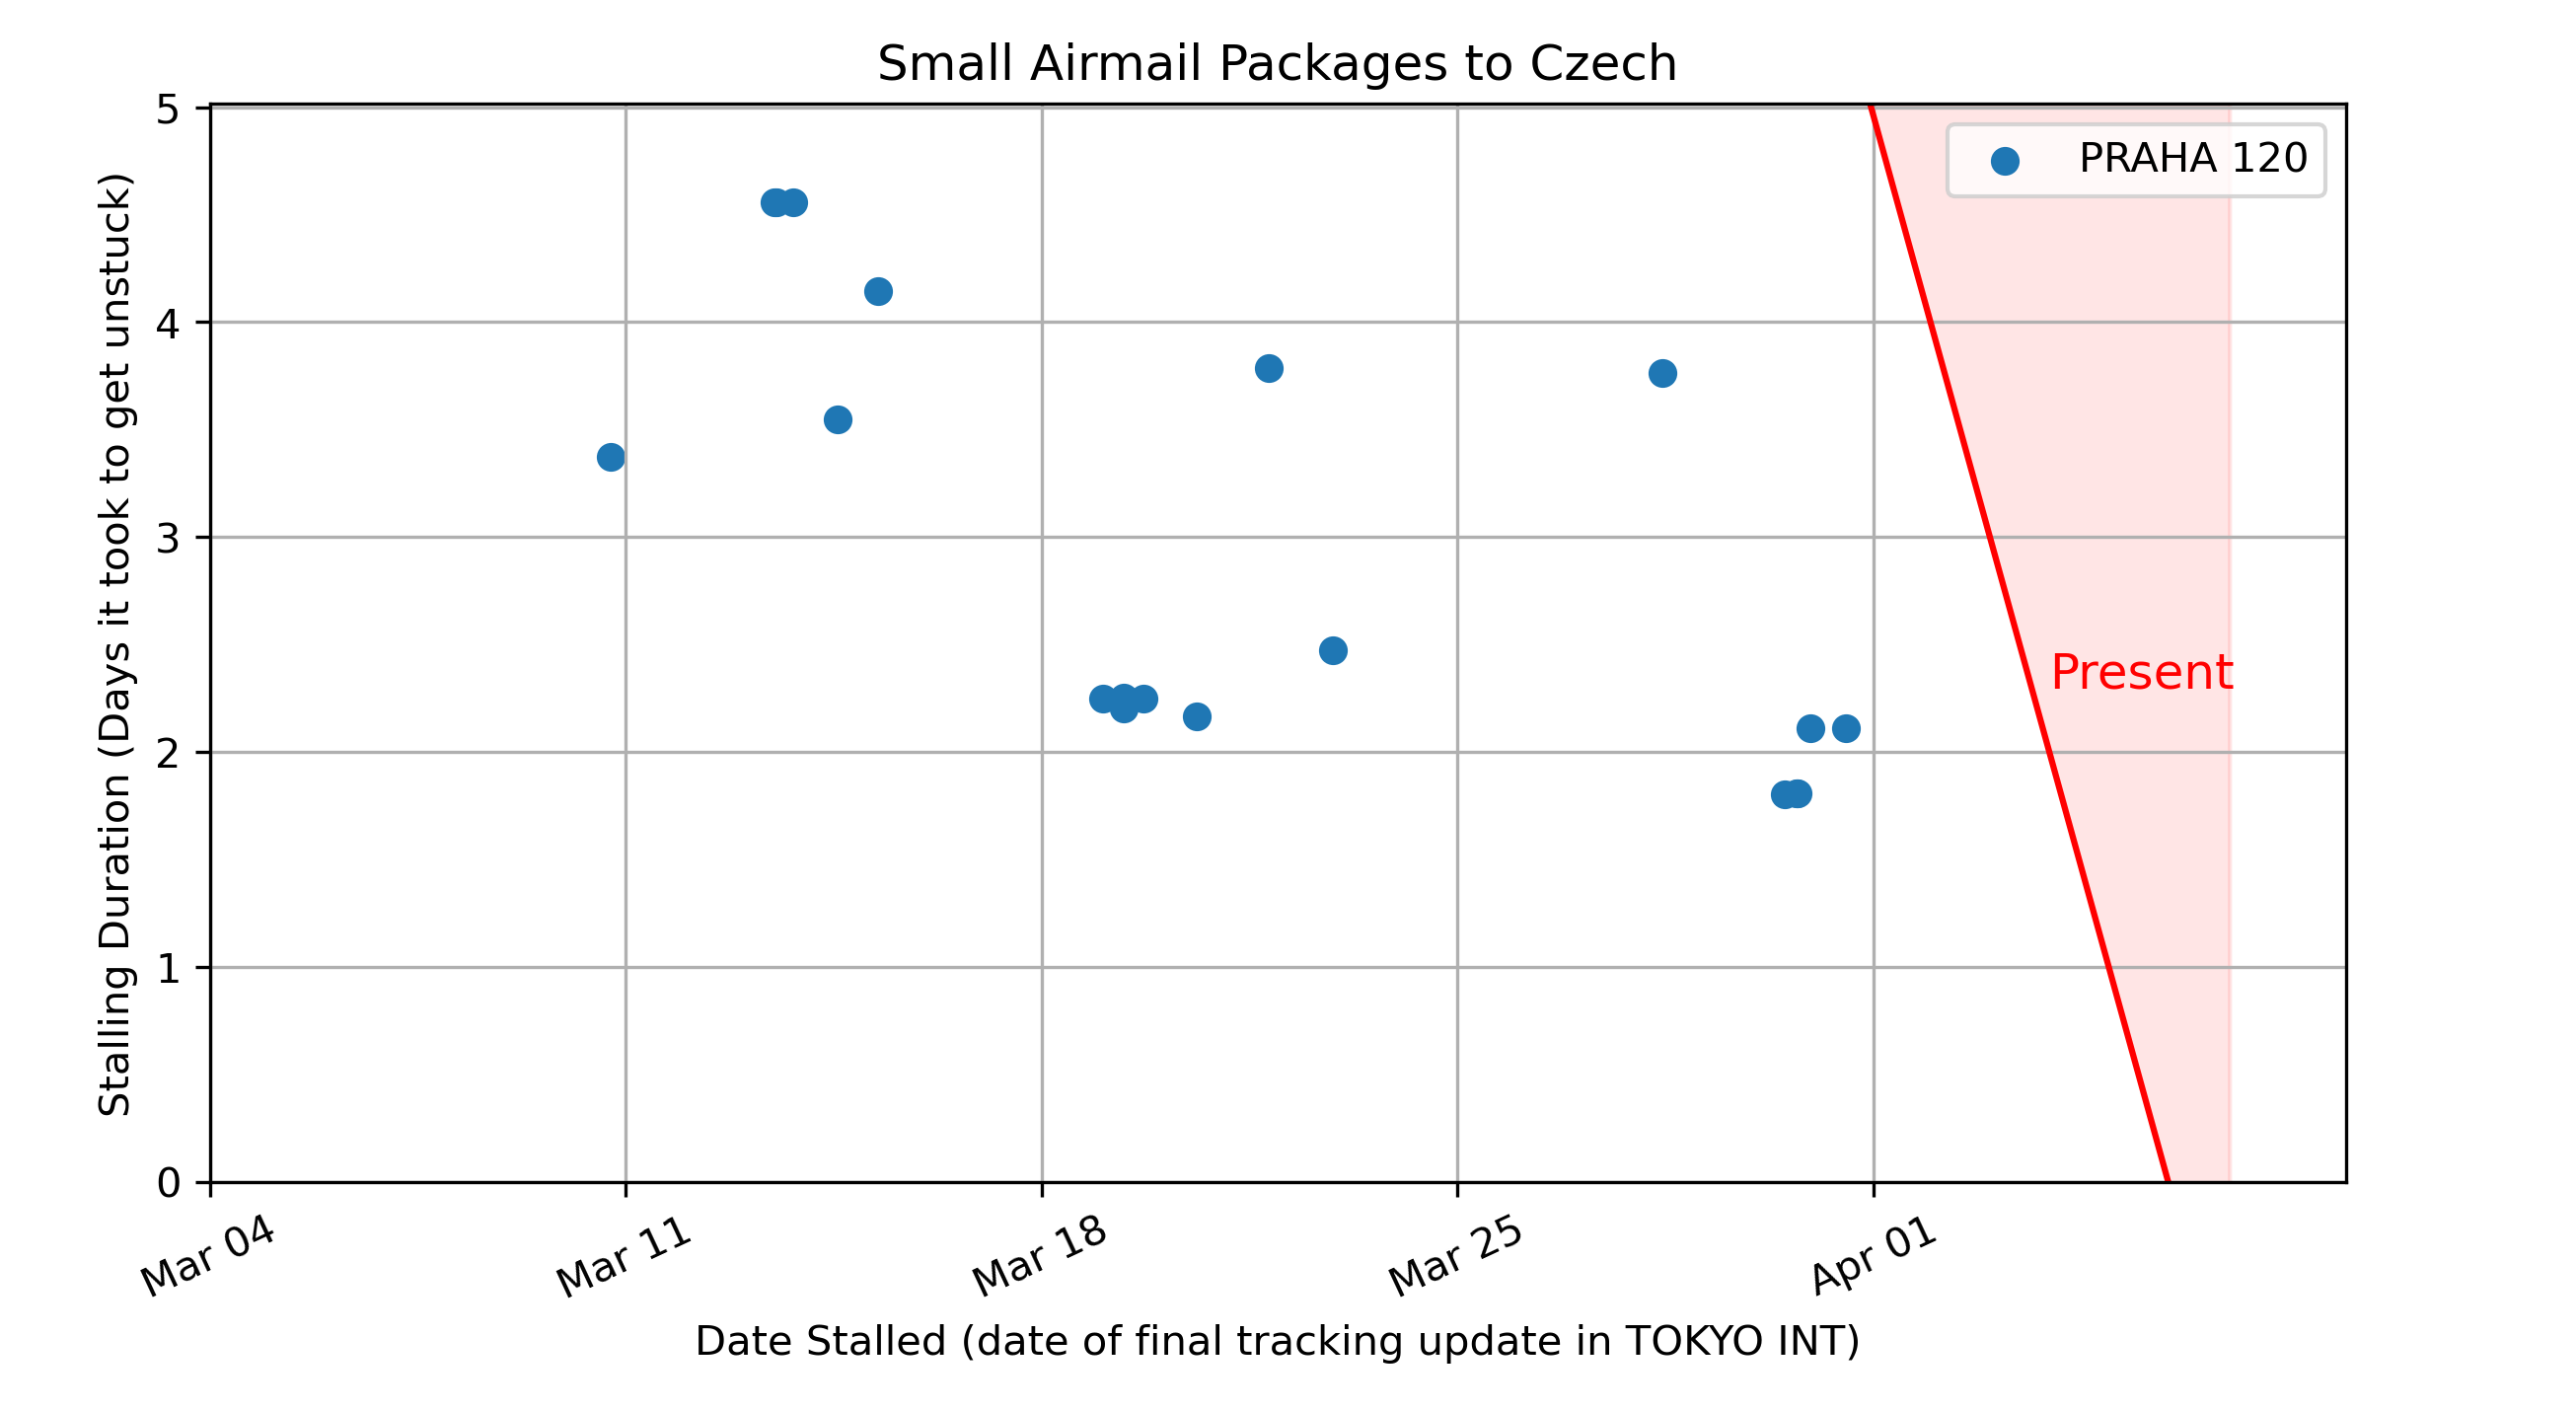 Small Airmail Packages to Czech
Stalling Duration (Days it took to get unstuck)
5
4
3
2
1
0
PRAHA 120
Present
Mar 04
Mar 11
Mar 18
Mar 25
Apr 01
Date Stalled (date of final tracking update in TOKYO INT)